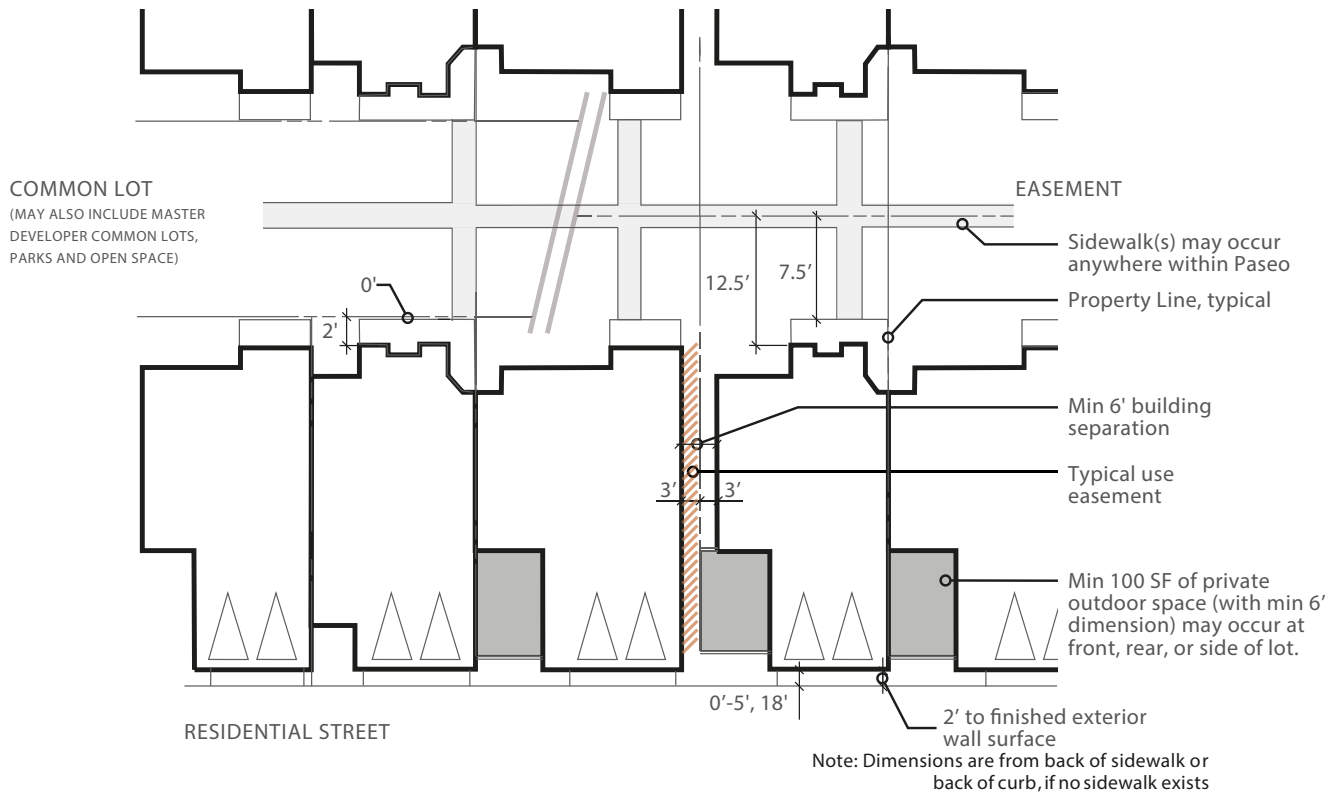 COMMON LOT
(MAY ALSO INCLUDE MASTER
DEVELOPER COMMON LOTS,
PARKS AND OPEN SPACE)
EASEMENT
Sidewalk(s) may occur
anywhere within Paseo
12.5’
7.5’
0'
2'
Property Line, typical
Min 6' building
separation
Typical use
easement
3’
3’
Min 100 SF of private
outdoor space (with min 6’
dimension) may occur at
front, rear, or side of lot.
0’-5', 18'
RESIDENTIAL STREET
2’ to finished exterior
wall surface
Note: Dimensions are from back of sidewalk or
back of curb, if no sidewalk exists